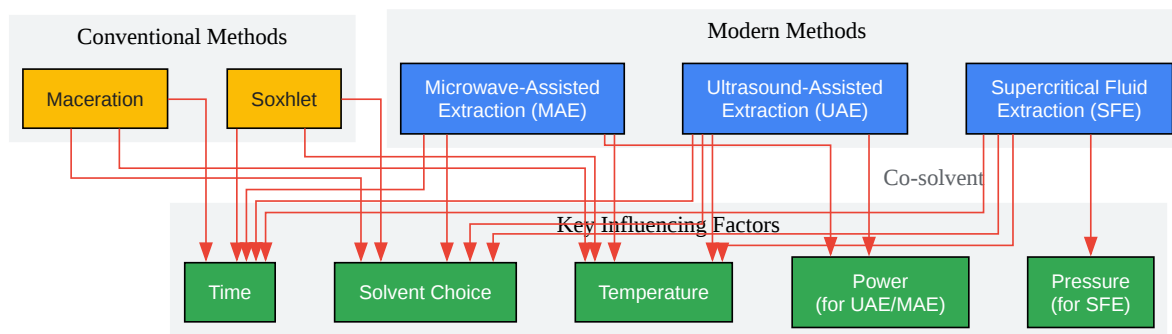 Conventional Methods
Modern Methods
Maceration
Soxhlet
Microwave-Assisted
Extraction (MAE)
Ultrasound-Assisted
Extraction (UAE)
Supercritical Fluid
Extraction (SFE)
Co-solvent
Key Influencing Factors
Time
Solvent Choice
Temperature
Power
(for UAE/MAE)
Pressure
(for SFE)